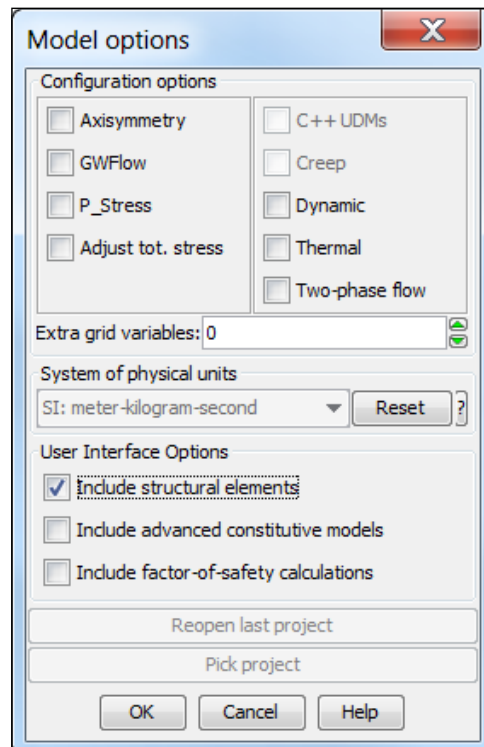 Model options
X
Configuration options
Axisymmetry
C++ UDMs
GWFlow
Creep
P_Stress
Dynamic
Adjust tot. stress
Thermal
Two-phase flow
Extra grid variables: 0
System of physical units
SI: meter-kilogram-second Reset ?
User Interface Options
Include structural elements
Include advanced constitutive models
Include factor-of-safety calculations
Reopen last project
Pick project
OK Cancel Help